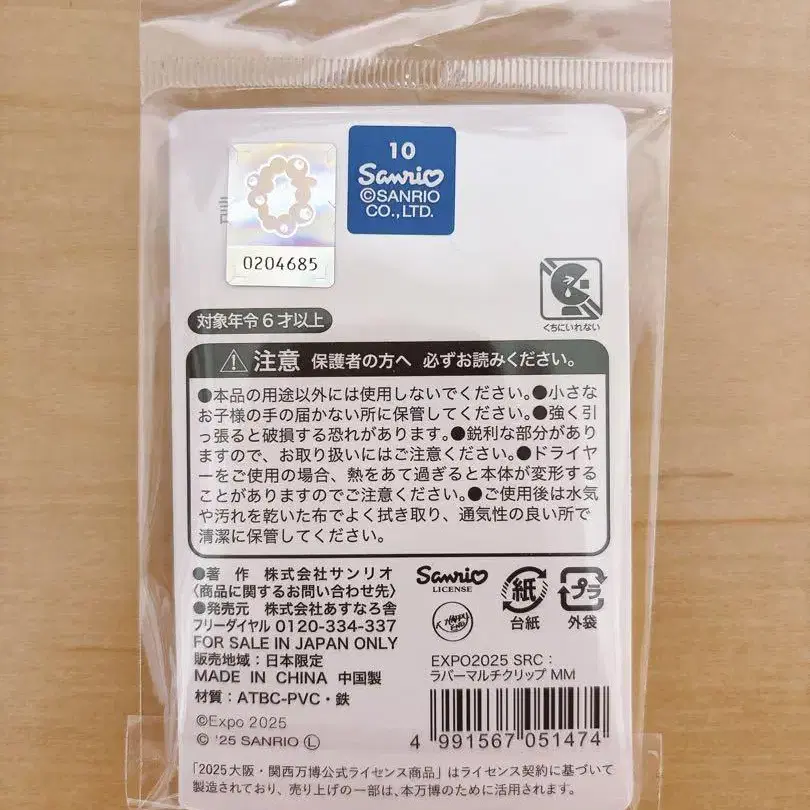 10
Sanrio
©SANRIO
CO.,LTD.
0204685
くちにいれない
対象年令6才以上
注意 保護者の方へ 必ずお読みください。
●本品の用途以外には使用しないでください。●小さな
お子様の手の届かない所に保管してください。●強く引
っ張ると破損する恐れがあります。●鋭利な部分があり
ますので、お取り扱いにはご注意ください。●ドライヤ
ーをご使用の場合、熱をあて過ぎると本体が変形する
ことがありますのでご注意ください。●ご使用後は水気
や汚れを乾いた布でよく拭き取り、通気性の良い所で
清潔に保管してください。
●著 作 株式会社サンリオ
〈商品に関するお問い合わせ先〉
●発売元 株式会社あすなろ舎
フリーダイヤル 0120-334-337
FOR SALE IN JAPAN ONLY
販売地域:日本限定
MADE IN CHINA 中国製
材質:ATBC-PVC・鉄
©Expo 2025
© '25 SANRIO Ⓛ
Sanrio
LICENSE
紙
台紙
プラ
外袋
EXPO2025 SRC:
ラバーマルチクリップ MM
4 991567 051474
「2025大阪・関西万博公式ライセンス商品」はライセンス契約に基づいて
製造されており、売り上げの一部は、本万博のために活用されます。